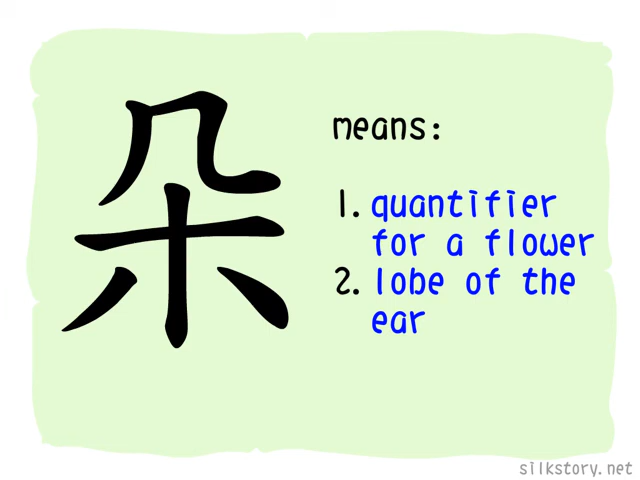 朵
means:
1. quantifier
for a flower
2. lobe of the
ear
silkstory.net